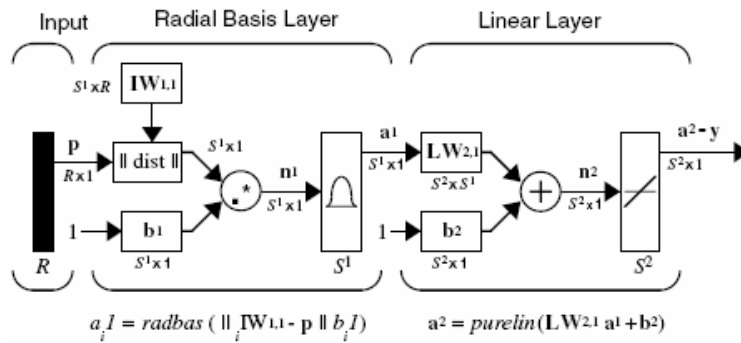 Input Radial Basis Layer Linear Layer
S¹xR IW1,1
p
Rx1
|| dist ||
S¹x1
.*
n¹
S¹x1
a¹
S¹x1
1
b1
S¹x1
R
S¹
LW2,1
S²xS¹
+
n²
S²x1
a²-y
S²x1
1
b2
S²x1
S²
aᵢ1 = radbas ( || ᵢIW1,1 - p || bᵢ1)
a² = purelin(LW2,1 a¹+b²)